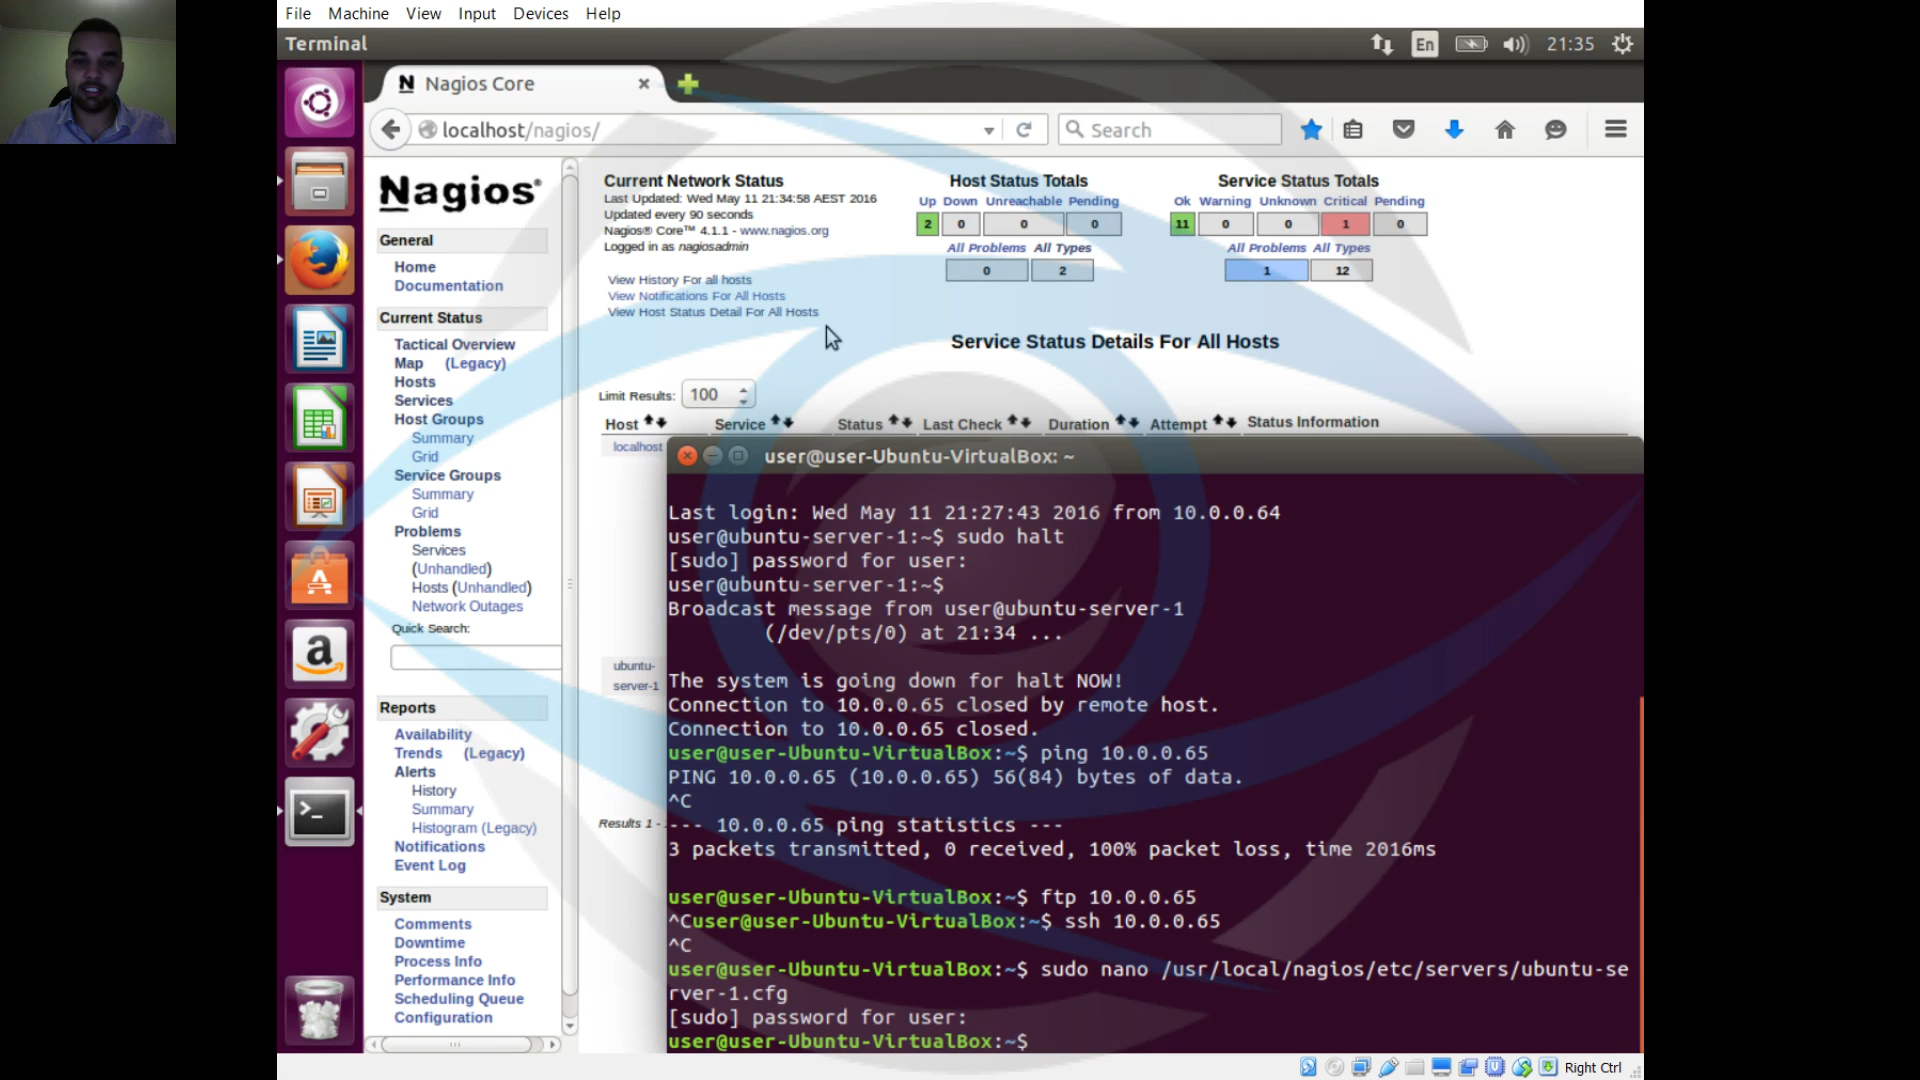 File Machine View Input Devices Help
Terminal
En
21:35
N Nagios Core
localhost/nagios/
Search
Nagios®
General
Home
Documentation
Current Status
Tactical Overview
Map (Legacy)
Hosts
Services
Host Groups
Summary
Grid
Service Groups
Summary
Grid
Problems
Services
(Unhandled)
Hosts (Unhandled)
Network Outages
Quick Search:
Reports
Availability
Trends (Legacy)
Alerts
History
Summary
Histogram (Legacy)
Notifications
Event Log
System
Comments
Downtime
Process Info
Performance Info
Scheduling Queue
Configuration
Current Network Status
Last Updated: Wed May 11 21:34:58 AEST 2016
Updated every 90 seconds
Nagios® Core™ 4.1.1 - www.nagios.org
Logged in as nagiosadmin
View History For all hosts
View Notifications For All Hosts
View Host Status Detail For All Hosts
Host Status Totals
Up Down Unreachable Pending
2 0 0 0
All Problems All Types
0 2
Service Status Totals
Ok Warning Unknown Critical Pending
11 0 0 1 0
All Problems All Types
1 12
Service Status Details For All Hosts
Limit Results: 100
Host Service Status Last Check Duration Attempt Status Information
localhost
ubuntu-
server-1
Results 1 -
user@user-Ubuntu-VirtualBox: ~
Last login: Wed May 11 21:27:43 2016 from 10.0.0.64
user@ubuntu-server-1:~$ sudo halt
[sudo] password for user:
user@ubuntu-server-1:~$
Broadcast message from user@ubuntu-server-1
(/dev/pts/0) at 21:34 ...
The system is going down for halt NOW!
Connection to 10.0.0.65 closed by remote host.
Connection to 10.0.0.65 closed.
user@user-Ubuntu-VirtualBox:~$ ping 10.0.0.65
PING 10.0.0.65 (10.0.0.65) 56(84) bytes of data.
^C
--- 10.0.0.65 ping statistics ---
3 packets transmitted, 0 received, 100% packet loss, time 2016ms
user@user-Ubuntu-VirtualBox:~$ ftp 10.0.0.65
^Cuser@user-Ubuntu-VirtualBox:~$ ssh 10.0.0.65
^C
user@user-Ubuntu-VirtualBox:~$ sudo nano /usr/local/nagios/etc/servers/ubuntu-se
rver-1.cfg
[sudo] password for user:
user@user-Ubuntu-VirtualBox:~$
Right Ctrl